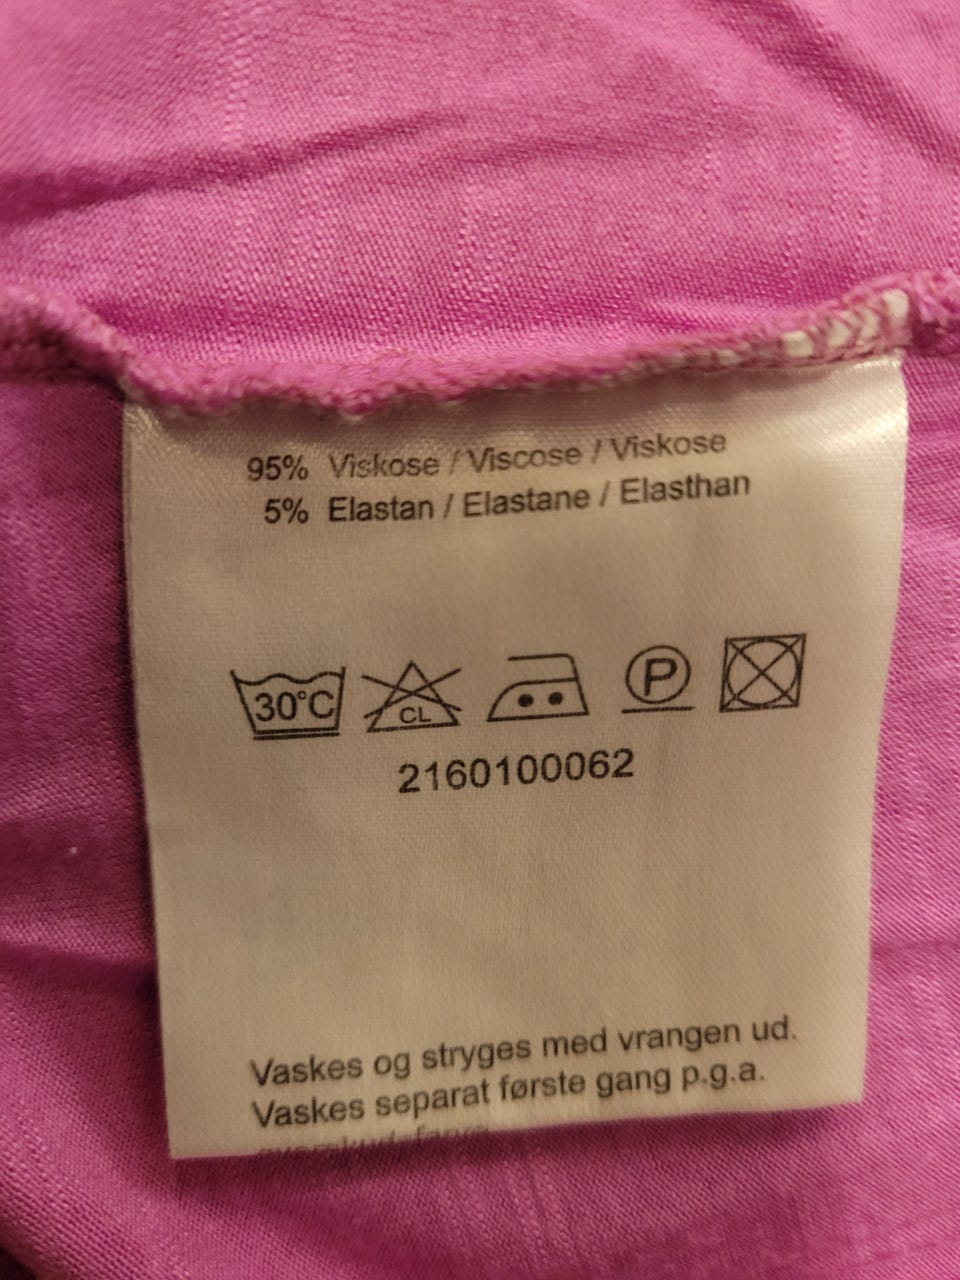 95% Viskose / Viscose / Viskose
5% Elastan / Elastane / Elasthan
30°C CL P
2160100062
Vaskes og stryges med vrangen ud.
Vaskes separat første gang p.g.a.